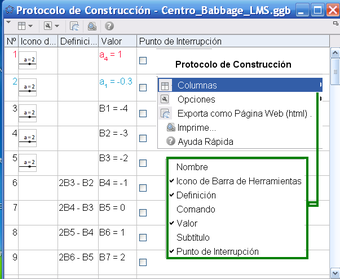 Protocolo de Construcción - Centro_Babbage_LMS.ggb
Nº Icono d... Definici... Valor Punto de Interrupción
1 a=2 a₄ = 1
2 a=2 a₁ = -0.3
3 a=2 B1 = -4
4 a=2 B2 = -3
5 a=2 B3 = -2
6 2B3 - B2 B4 = -1
7 2B4 - B3 B5 = 0
8 2B5 - B4 B6 = 1
9 2B6 - B5 B7 = 2
Protocolo de Construcción
Columnas
Opciones
Exporta como Página Web (html) .
Imprime...
Ayuda Rápida
Nombre
Icono de Barra de Herramientas
Definición
Comando
Valor
Subtítulo
Punto de Interrupción